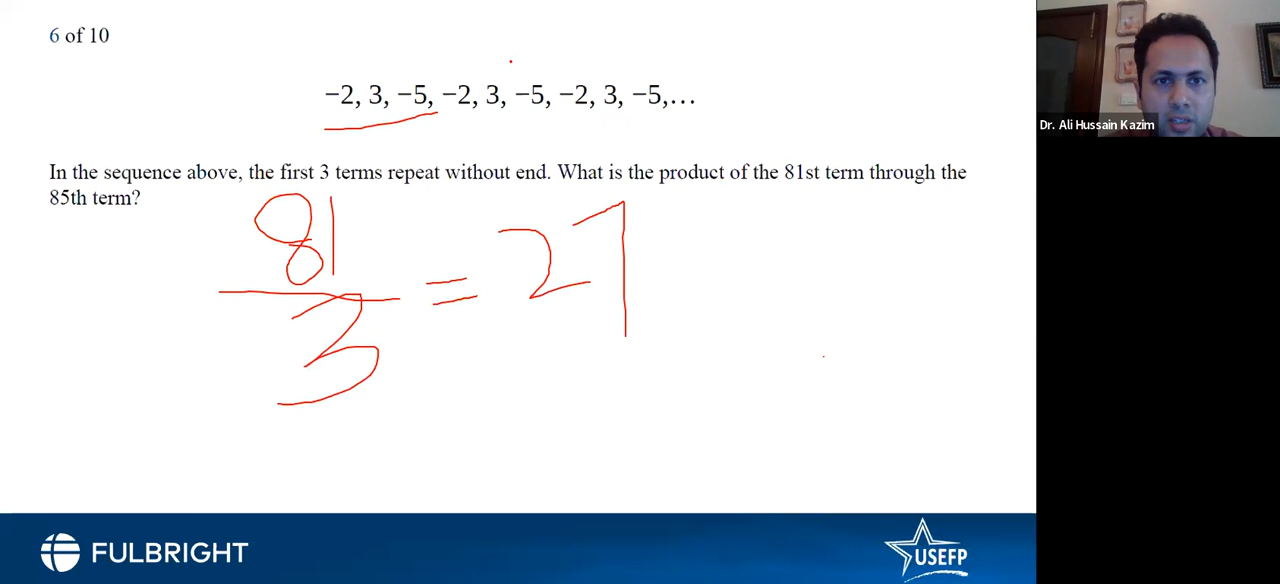 6 of 10
−2, 3, −5, −2, 3, −5, −2, 3, −5,…
Dr. Ali Hussain Kazim
In the sequence above, the first 3 terms repeat without end. What is the product of the 81st term through the
85th term?
81
3
= 27
FULBRIGHT
USEFP